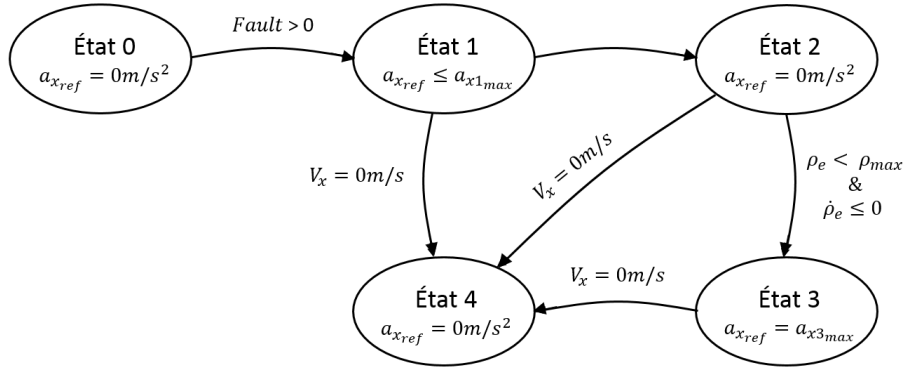 Fault > 0
État 0
a_{x_{ref}} = 0m/s²
État 1
a_{x_{ref}} ≤ a_{x1_{max}}
État 2
a_{x_{ref}} = 0m/s²
V_x = 0m/s
V_x = 0m/s
ρ_e < ρ_{max}
&
ρ̇_e ≤ 0
V_x = 0m/s
État 4
a_{x_{ref}} = 0m/s²
État 3
a_{x_{ref}} = a_{x3_{max}}